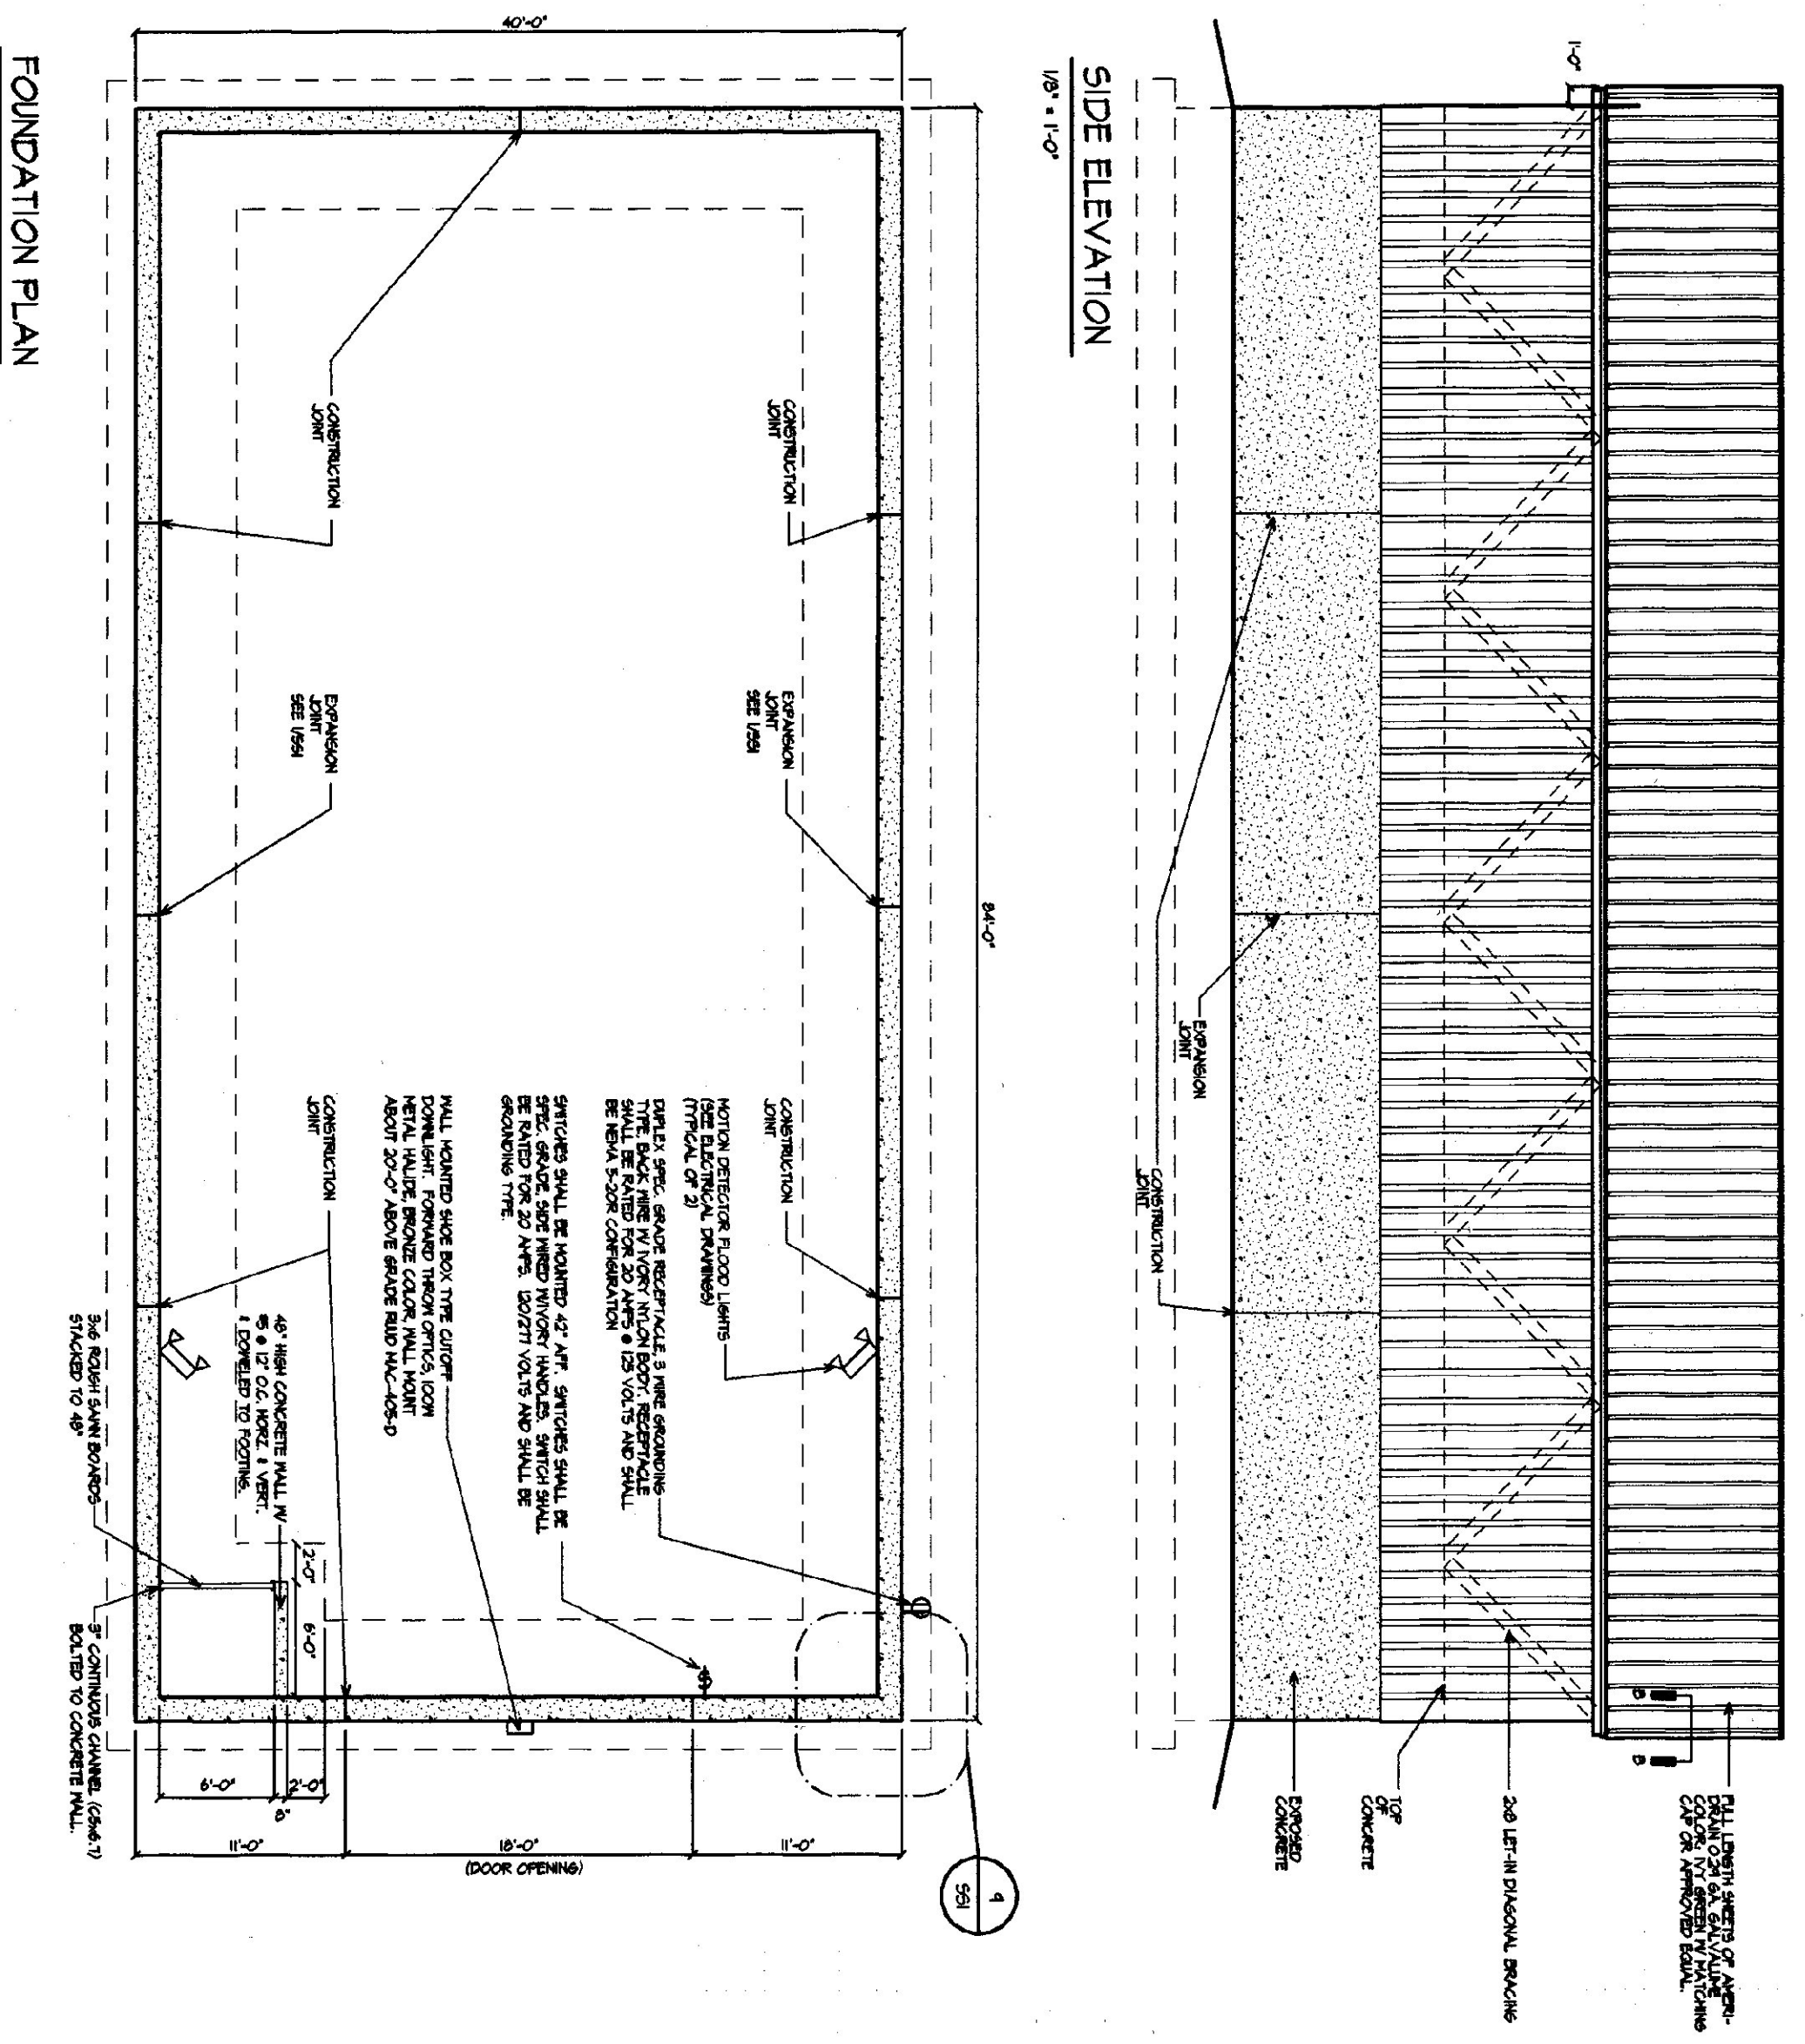 SIDE ELEVATION
1/8" = 1'-0"
1'-0"
FULL LENGTH SHEETS OF AMERI-
DRAIN 0.29 GA. GALVALUME
COLOR: IVY GREEN W/ MATCHING
CAP OR APPROVED EQUAL.
B
B
2x8 LET-IN DIAGONAL BRACING
TOP
OF
CONCRETE
EXPOSED
CONCRETE
EXPANSION
JOINT
CONSTRUCTION
JOINT
FOUNDATION PLAN
40'-0"
84'-0"
CONSTRUCTION
JOINT
CONSTRUCTION
JOINT
EXPANSION
JOINT
SEE 1/SS1
EXPANSION
JOINT
SEE 1/SS1
CONSTRUCTION
JOINT
MOTION DETECTOR FLOOD LIGHTS
(SEE ELECTRICAL DRAWINGS)
(TYPICAL OF 2)
DUPLEX SPEC. GRADE RECEPTACLE, 3 WIRE GROUNDING
TYPE, BACK WIRE W/ IVORY NYLON BODY, RECEPTACLE
SHALL BE RATED FOR 20 AMPS @ 125 VOLTS AND SHALL
BE NEMA 5-20R CONFIGURATION
SWITCHES SHALL BE MOUNTED 42" AFF. SWITCHES SHALL BE
SPEC. GRADE, SIDE WIRED W/IVORY HANDLES. SWITCH SHALL
BE RATED FOR 20 AMPS. 120/277 VOLTS AND SHALL BE
GROUNDING TYPE.
WALL MOUNTED SHOE BOX TYPE CUTOFF
DOWNLIGHT. FORWARD THROW OPTICS, 100W
METAL HALIDE, BRONZE COLOR, WALL MOUNT
ABOUT 20'-0" ABOVE GRADE RUUD MAC-405-D
CONSTRUCTION
JOINT
48" HIGH CONCRETE WALL W/
#5 @ 12" O.C. HORZ. & VERT.
& DOWELED TO FOOTING.
3x6 ROUGH SAWN BOARDS
STACKED TO 48"
3" CONTINUOUS CHANNEL (C5x6.7)
BOLTED TO CONCRETE WALL.
2'-0"
6'-0"
6'-0"
8"
2'-0"
11'-0"
18'-0"
(DOOR OPENING)
11'-0"
4
SS1